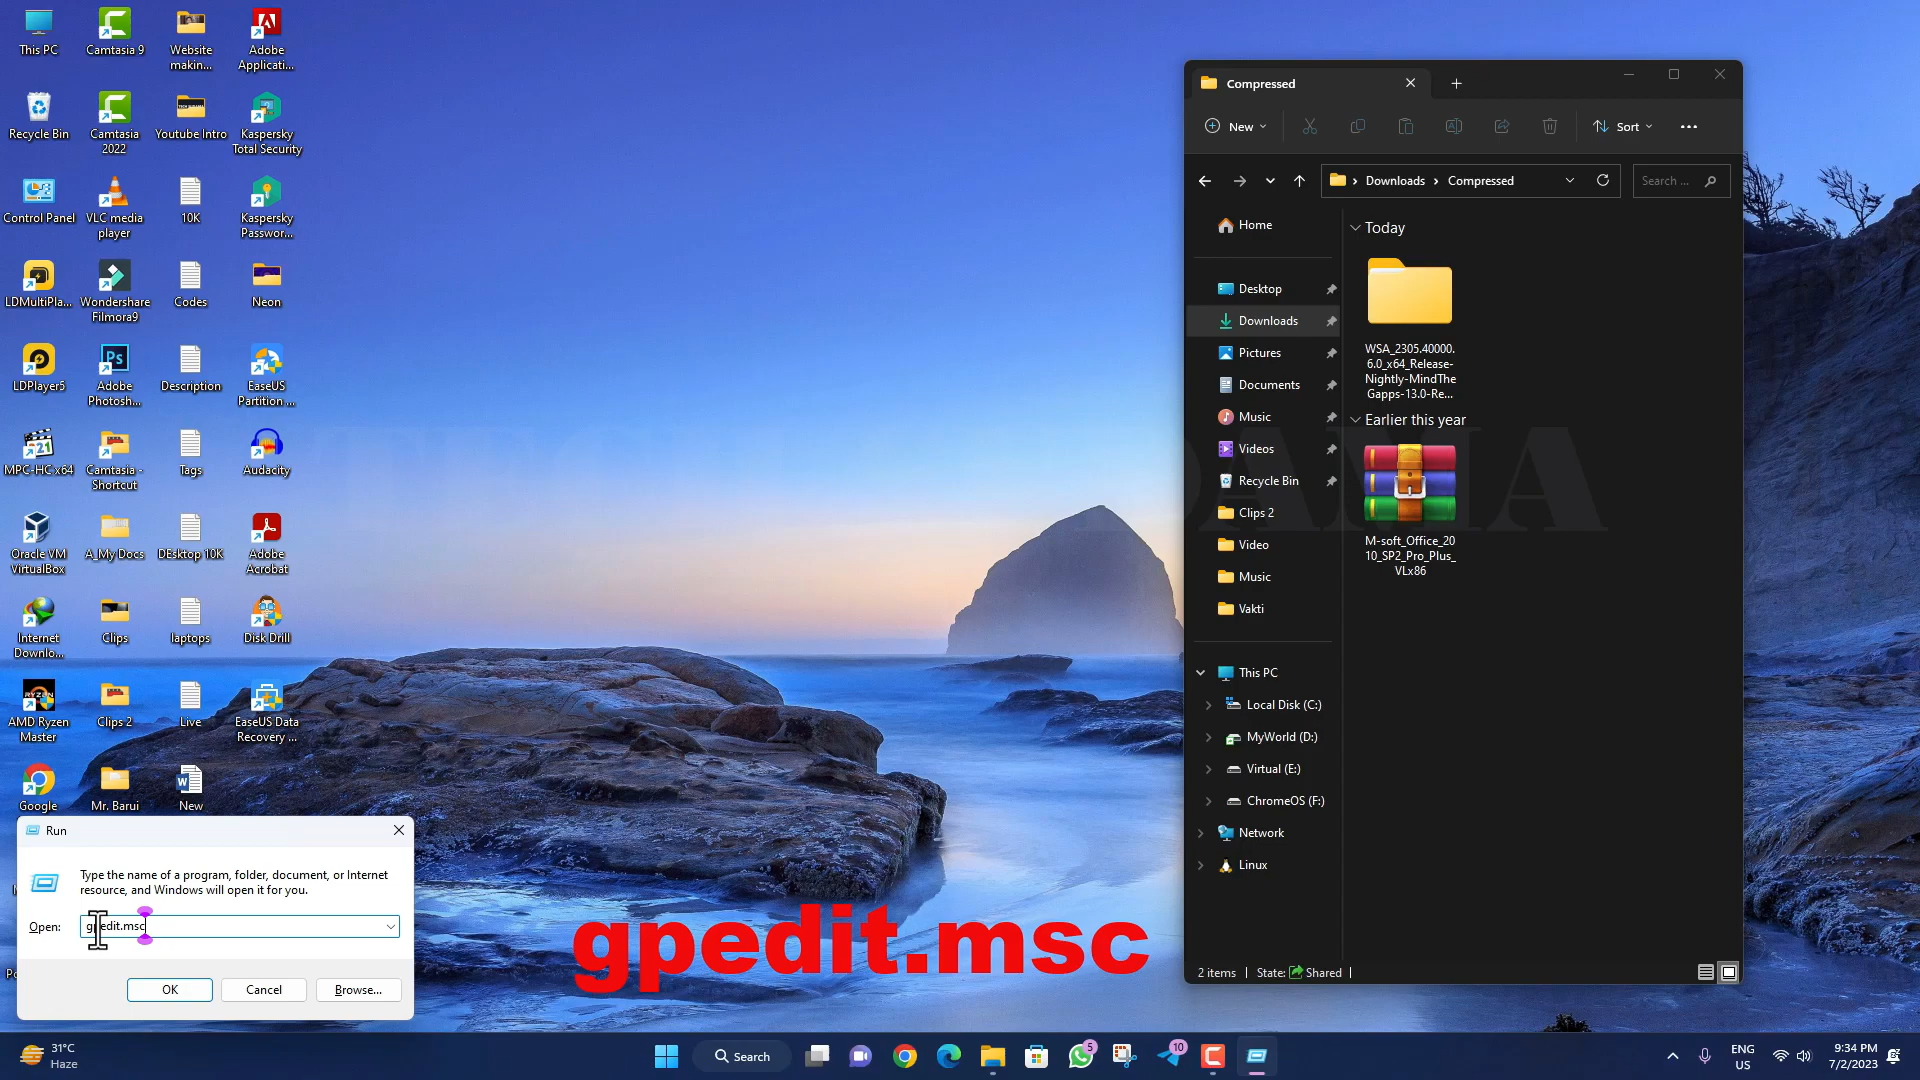 This PC
Camtasia 9
Website
makin...
Adobe
Applicati...
Recycle Bin
Camtasia
2022
Youtube Intro
Kaspersky
Total Security
Control Panel
VLC media
player
10K
Kaspersky
Passwor...
LDMultiPla...
Wondershare
Filmora9
Codes
Neon
LDPlayer5
Adobe
Photosh...
Description
EaseUS
Partition ...
MPC-HC x64
Camtasia -
Shortcut
Tags
Audacity
Oracle VM
VirtualBox
A_My Docs
DEsktop 10K
Adobe
Acrobat
Internet
Downlo...
Clips
laptops
Disk Drill
AMD Ryzen
Master
Clips 2
Live
EaseUS Data
Recovery ...
Google
Mr. Barui
New
Run
Type the name of a program, folder, document, or Internet
resource, and Windows will open it for you.
Open:
gpedit.msc
OK
Cancel
Browse...
gpedit.msc
Compressed
New
Sort
Downloads
Compressed
Search ...
Home
Desktop
Downloads
Pictures
Documents
Music
Videos
Recycle Bin
Clips 2
Video
Music
Vakti
This PC
Local Disk (C:)
MyWorld (D:)
Virtual (E:)
ChromeOS (F:)
Network
Linux
Today
WSA_2305.40000.
6.0_x64_Release-
Nightly-MindThe
Gapps-13.0-Re...
Earlier this year
M-soft_Office_20
10_SP2_Pro_Plus_
VLx86
2 items
State:
Shared
31°C
Haze
Search
5
10
ENG
US
9:34 PM
7/2/2023